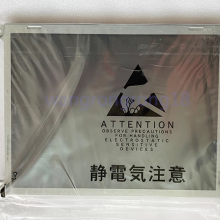 ATTENTION
OBSERVE PRECAUTIONS
FOR HANDLING
ELECTROSTATIC
SENSITIVE
DEVICES
静電気注意